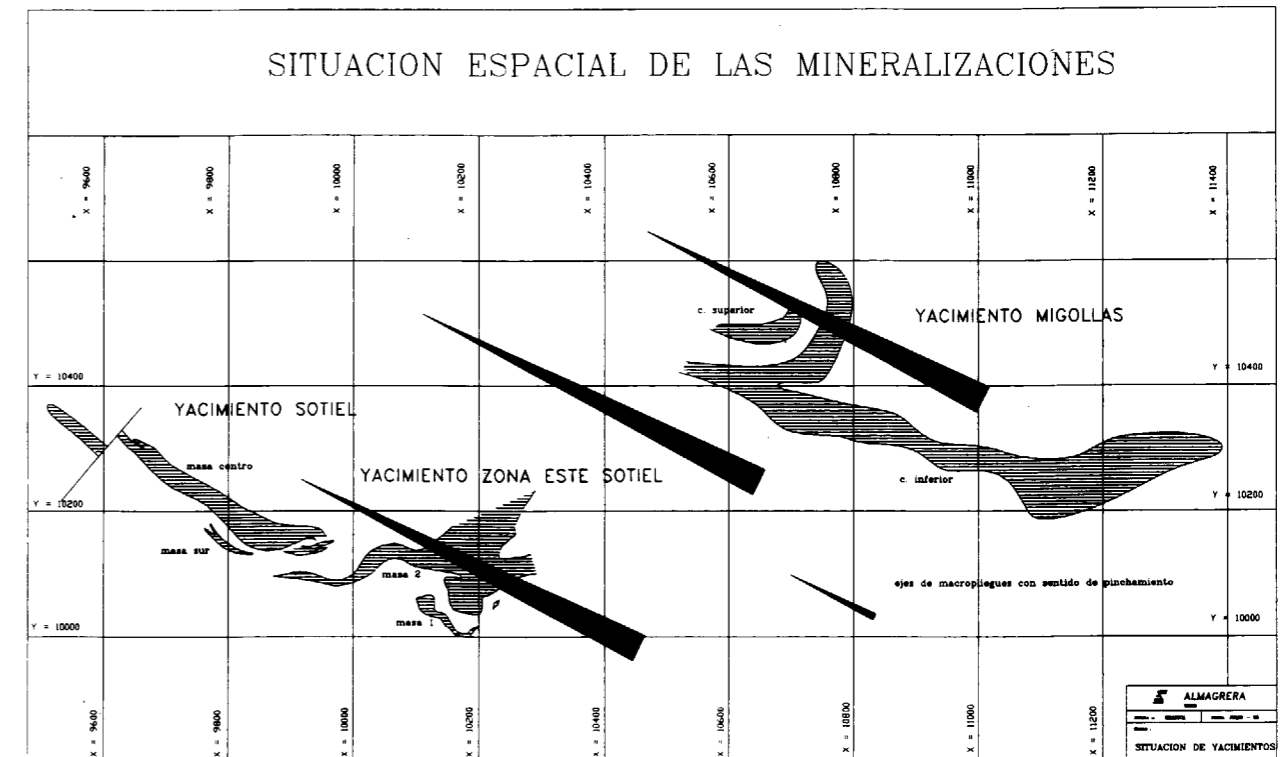 SITUACION ESPACIAL DE LAS MINERALIZACIONES
X = 9600
X = 9800
X = 10000
X = 10200
X = 10400
X = 10600
X = 10800
X = 11000
X = 11200
X = 11400
c. superior
YACIMIENTO MIGOLLAS
Y = 10400
Y = 10400
YACIMIENTO SOTIEL
masa centro
YACIMIENTO ZONA ESTE SOTIEL
c. inferior
Y = 10200
Y = 10200
masa sur
masa 2
ejes de macropliegues con sentido de pinchamiento
masa 1
Y = 10000
Y = 10000
X = 9600
X = 9800
X = 10000
X = 10200
X = 10400
X = 10600
X = 10800
X = 11000
X = 11200
ALMAGRERA
SITUACION DE YACIMIENTOS